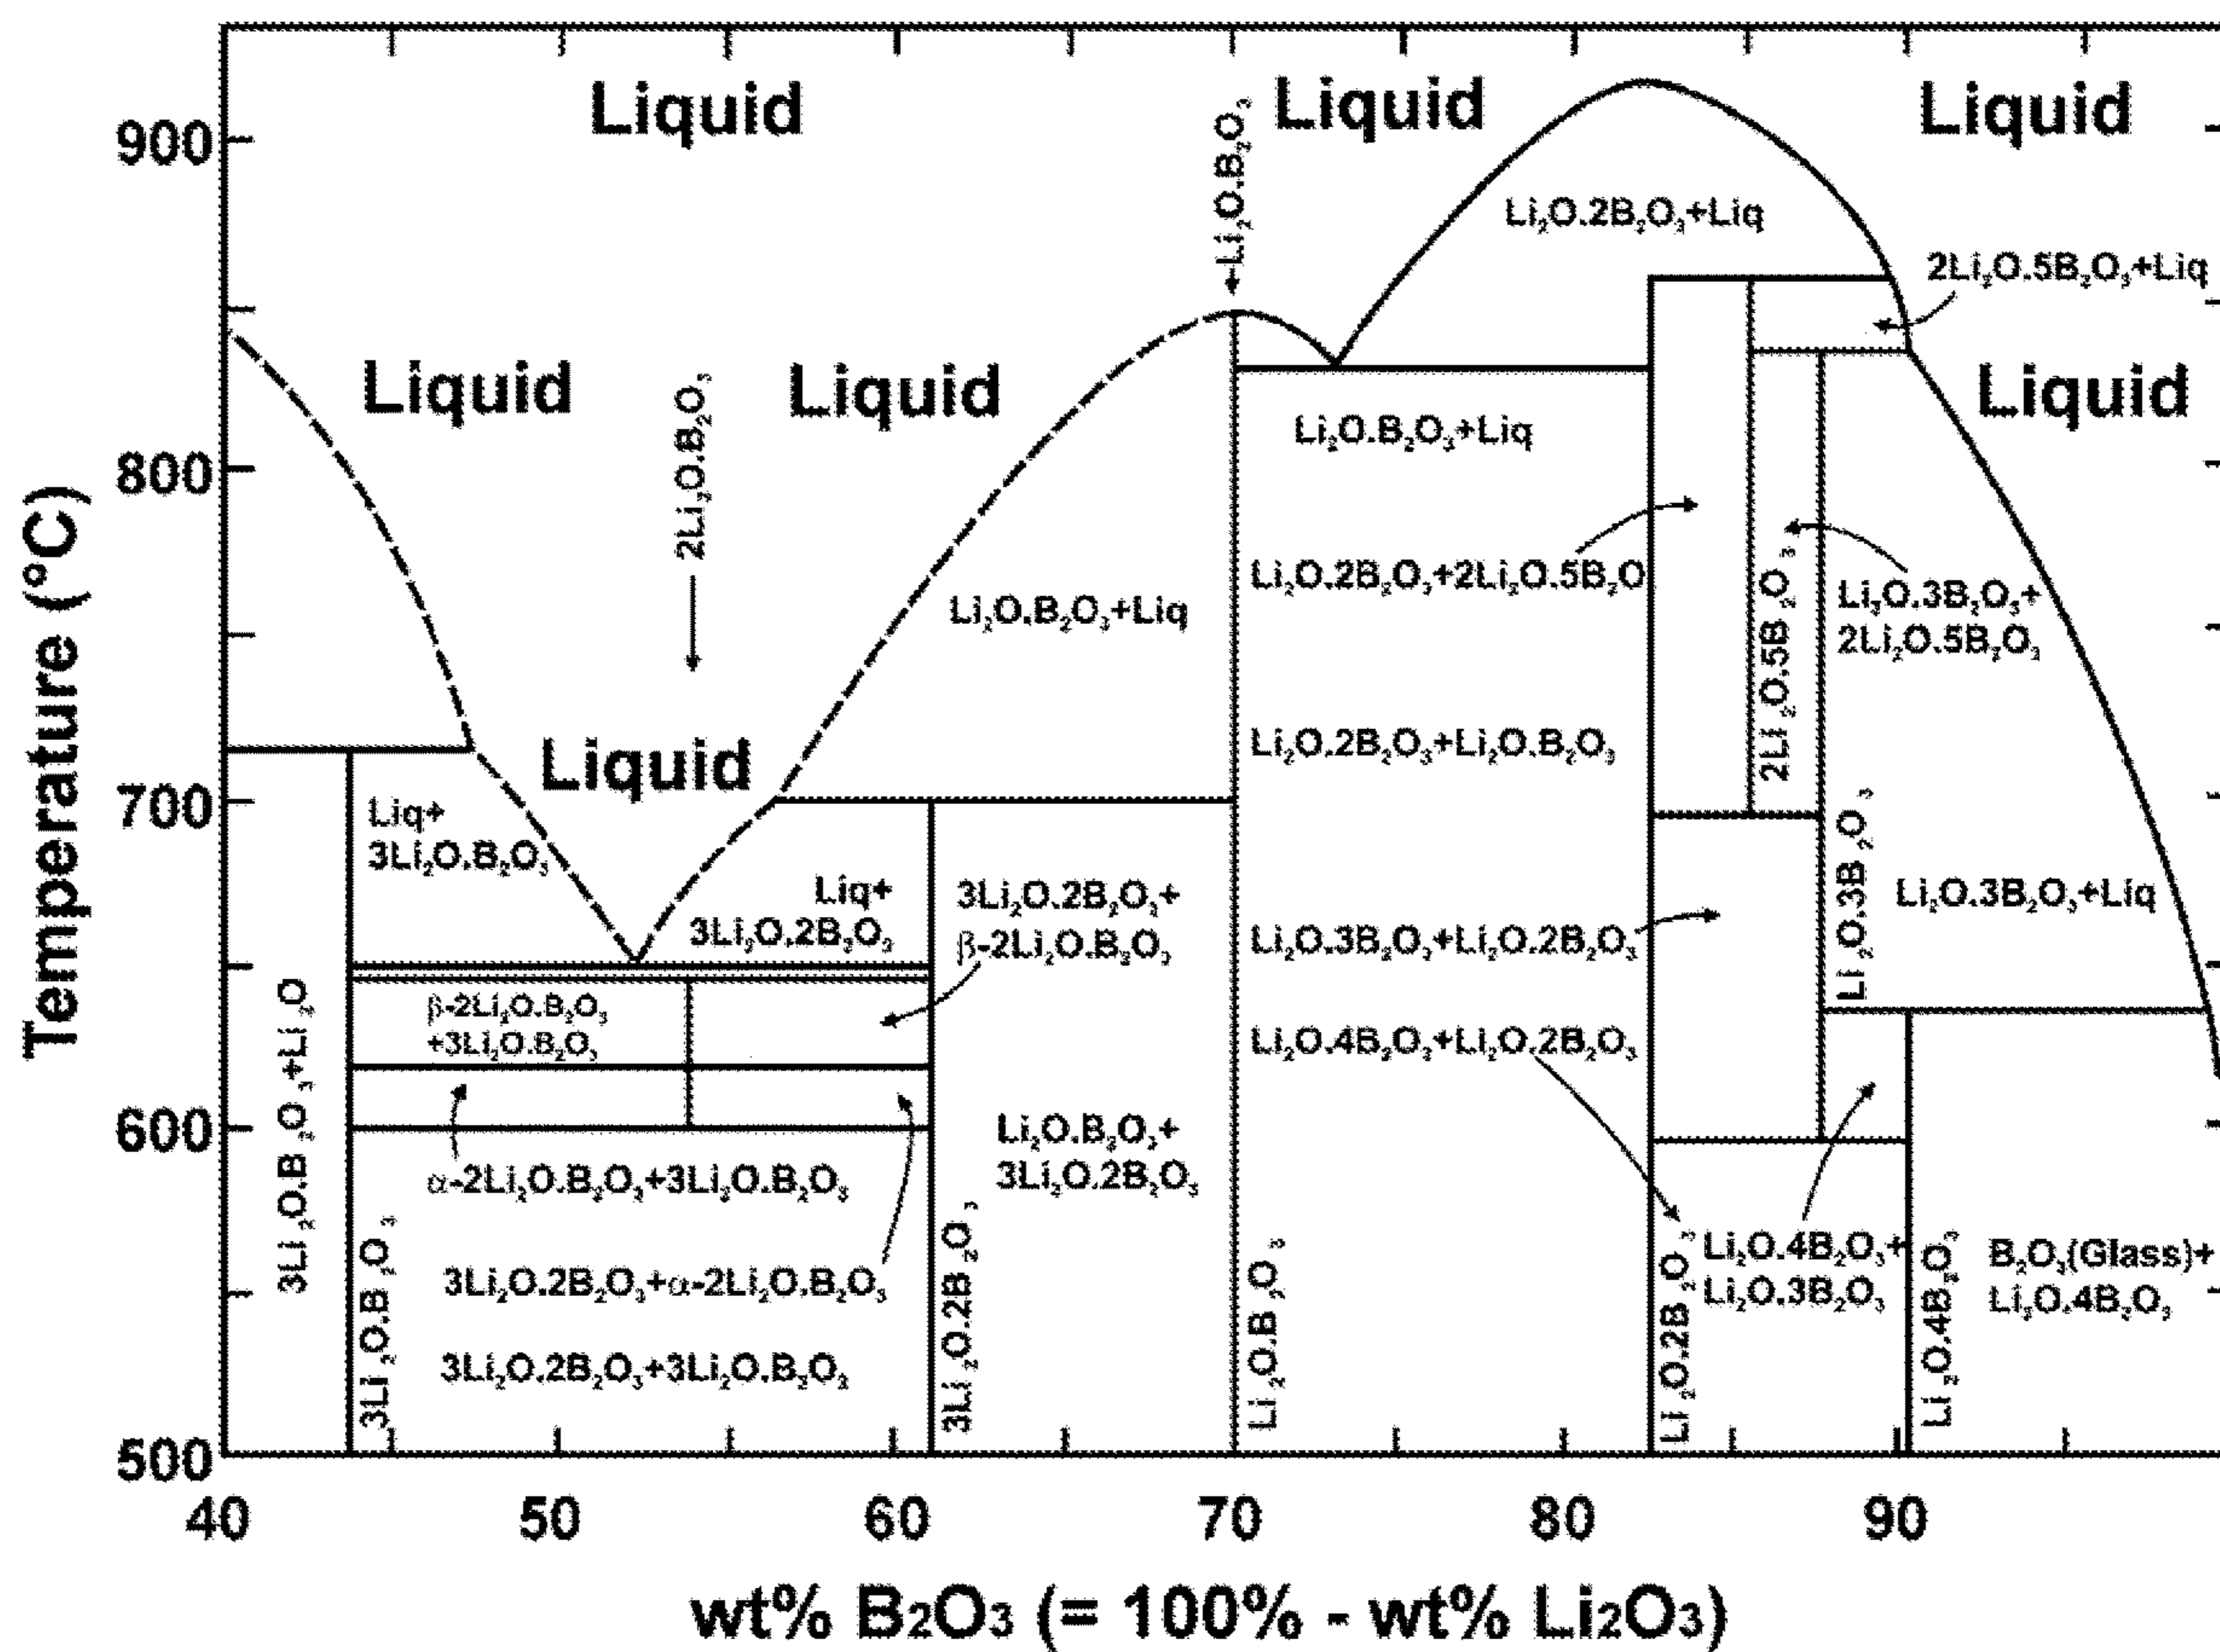 Liquid
Liquid
Liquid
←Li₂O.B₂O₃
900
Li₂O.2B₂O₃+Liq
2Li₂O.5B₂O₃+Liq
Liquid
Liquid
2Li₂O.B₂O₃
Liquid
Li₂O.B₂O₃+Liq
800
Li₂O.2B₂O₃+2Li₂O.5B₂O
2Li₂O.5B₂O₃
Li₂O.3B₂O₃+
2Li₂O.5B₂O₃
Li₂O.B₂O₃+Liq
Liquid
Li₂O.2B₂O₃+Li₂O.B₂O₃
700
Liq+
3Li₂O.B₂O₃
Liq+
3Li₂O.2B₂O₃
3Li₂O.2B₂O₃+
β-2Li₂O.B₂O₃
Li₂O.3B₂O₃+Li₂O.2B₂O₃
Li₂O.3B₂O₃
Li₂O.3B₂O₃+Liq
β-2Li₂O.B₂O₃
+3Li₂O.B₂O₃
Li₂O.4B₂O₃+Li₂O.2B₂O₃
600
3Li₂O.B₂O₃+Li₂O
3Li₂O.B₂O₃
α-2Li₂O.B₂O₃+3Li₂O.B₂O₃
3Li₂O.2B₂O₃+α-2Li₂O.B₂O₃
3Li₂O.2B₂O₃+3Li₂O.B₂O₃
3Li₂O.2B₂O₃
Li₂O.B₂O₃+
3Li₂O.2B₂O₃
Li₂O.B₂O₃
Li₂O.2B₂O₃
Li₂O.4B₂O₃+
Li₂O.3B₂O₃
Li₂O.4B₂O₃
B₂O₃(Glass)+
Li₂O.4B₂O₃
500
Temperature (°C)
40 50 60 70 80 90
wt% B₂O₃ (= 100% - wt% Li₂O₃)